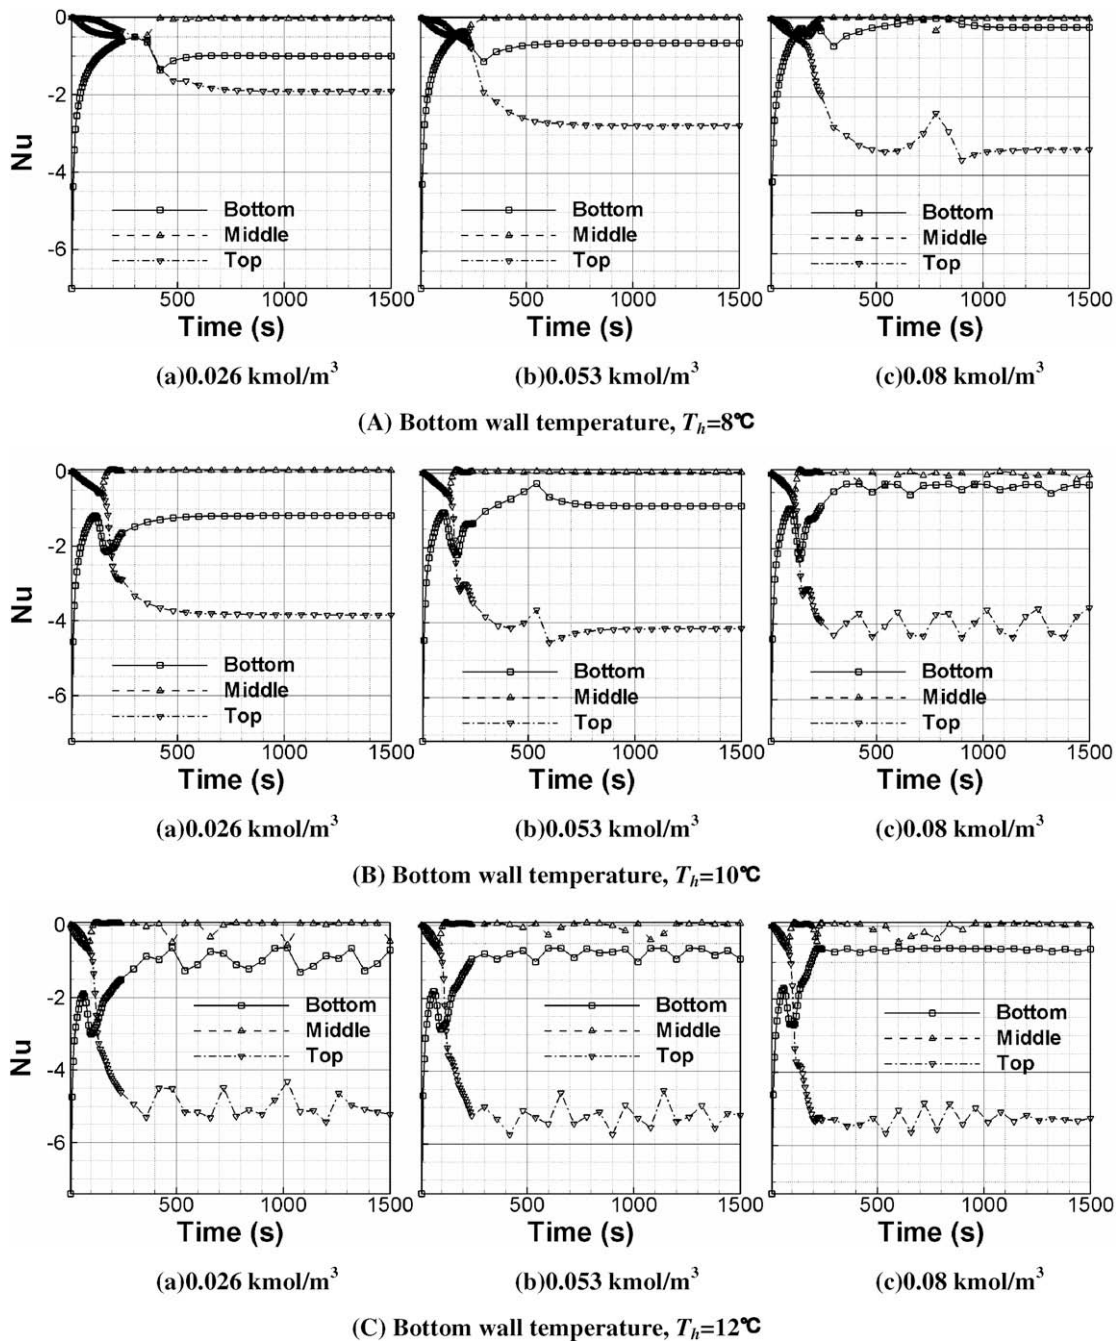 0
-2
-4
-6
Nu
Bottom
Middle
Top
500 1000 1500
Time (s)
(a)0.026 kmol/m³
Bottom
Middle
Top
500 1000 1500
Time (s)
(b)0.053 kmol/m³
Bottom
Middle
Top
500 1000 1500
Time (s)
(c)0.08 kmol/m³
(A) Bottom wall temperature, Tₕ=8℃
0
-2
-4
-6
Nu
Bottom
Middle
Top
500 1000 1500
Time (s)
(a)0.026 kmol/m³
Bottom
Middle
Top
500 1000 1500
Time (s)
(b)0.053 kmol/m³
Bottom
Middle
Top
500 1000 1500
Time (s)
(c)0.08 kmol/m³
(B) Bottom wall temperature, Tₕ=10℃
0
-2
-4
-6
Nu
Bottom
Middle
Top
500 1000 1500
Time (s)
(a)0.026 kmol/m³
Bottom
Middle
Top
500 1000 1500
Time (s)
(b)0.053 kmol/m³
Bottom
Middle
Top
500 1000 1500
Time (s)
(c)0.08 kmol/m³
(C) Bottom wall temperature, Tₕ=12℃